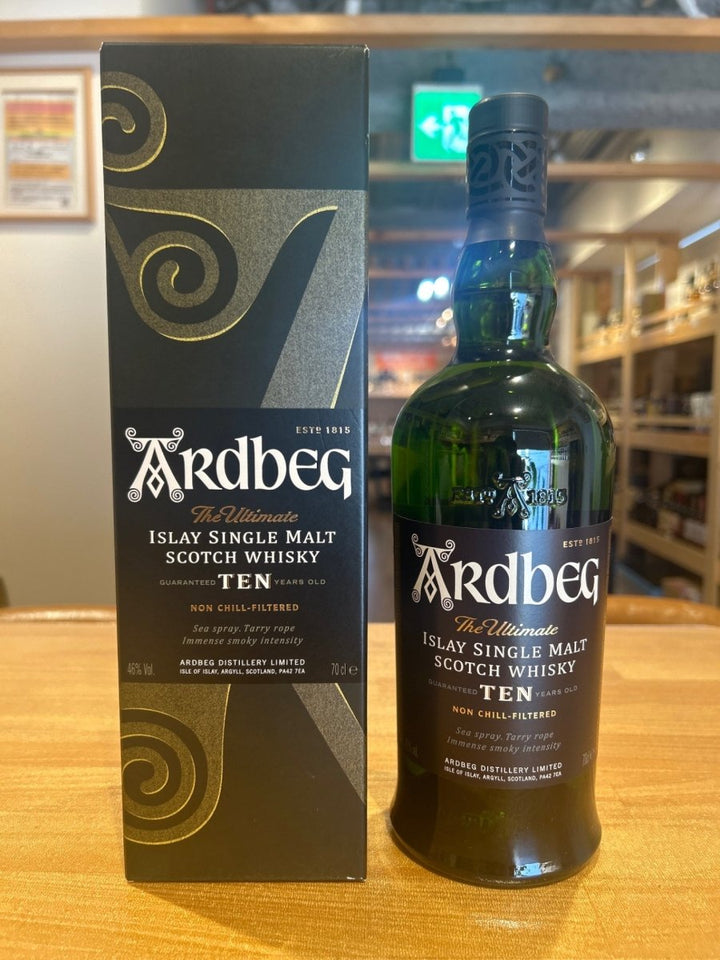 ESTD 1815
ARDBEG
The Ultimate
ISLAY SINGLE MALT
SCOTCH WHISKY
GUARANTEED TEN YEARS OLD
NON CHILL-FILTERED
Sea spray. Tarry rope
Immense smoky intensity
46% Vol.
ARDBEG DISTILLERY LIMITED
ISLE OF ISLAY, ARGYLL, SCOTLAND, PA42 7EA
70 cl ℮
ESTD A 1815
ESTD 1815
ARDBEG
The Ultimate
ISLAY SINGLE MALT
SCOTCH WHISKY
GUARANTEED TEN YEARS OLD
NON CHILL-FILTERED
Sea spray. Tarry rope
Immense smoky intensity
ARDBEG DISTILLERY LIMITED
ISLE OF ISLAY, ARGYLL, SCOTLAND, PA42 7EA